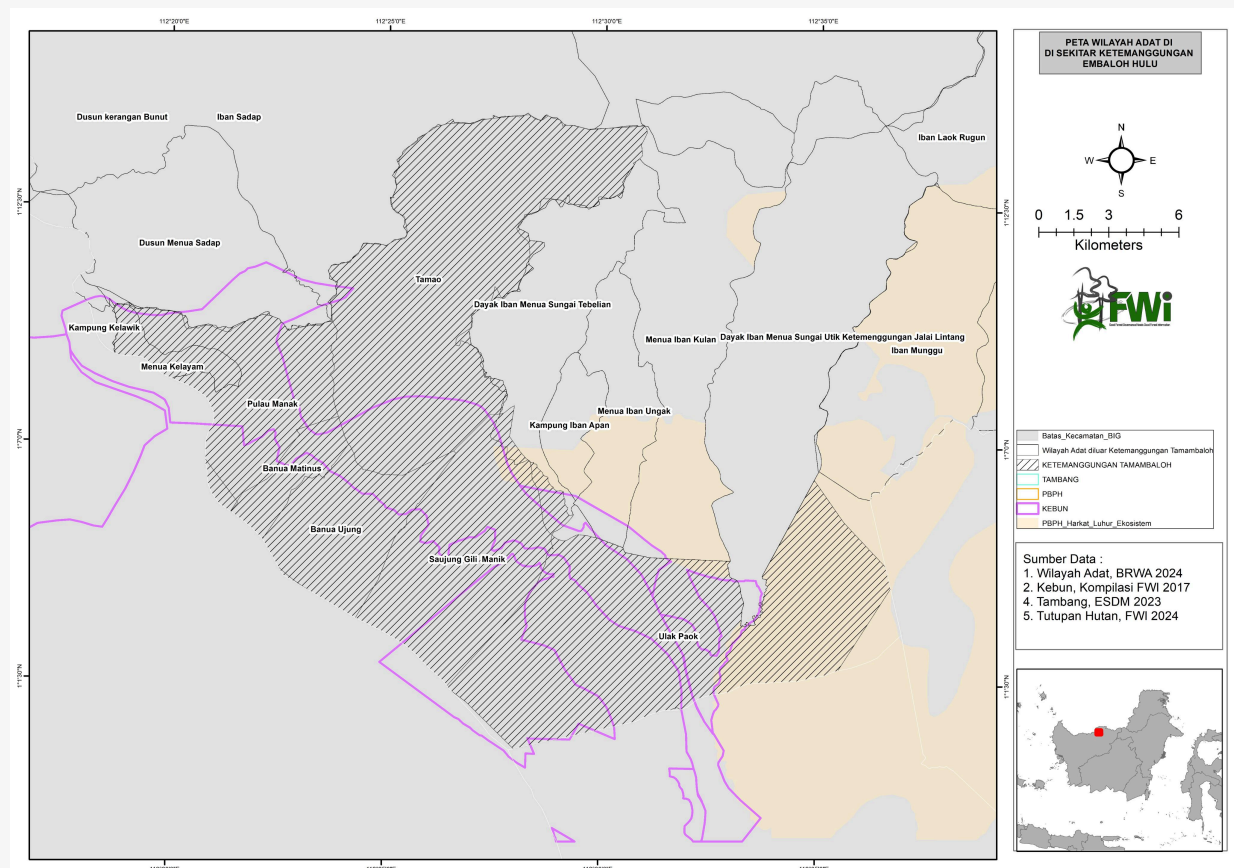 112°20'0"E
112°25'0"E
112°30'0"E
112°35'0"E
PETA WILAYAH ADAT DI
DI SEKITAR KETEMANGGUNGAN
EMBALOH HULU
N
W
E
S
0 1.5 3 6
Kilometers
FWi
Dusun kerangan Bunut
Iban Sadap
Iban Laok Rugun
1°12'30"N
1°12'30"N
Dusun Menua Sadap
Tamao
Dayak Iban Menua Sungai Tebelian
Kampung Kelawik
Menua Iban Kulan
Dayak Iban Menua Sungai Utik Ketemenggungan Jalai Lintang
Iban Munggu
Menua Kelayam
Pulau Manak
Menua Iban Ungak
Kampung Iban Apan
1°7'0"N
1°7'0"N
Banua Matinus
Banua Ujung
Saujung Gili Manik
Ulak Paok
1°1'30"N
1°1'30"N
Batas_Kecamatan_BIG
Wilayah Adat diluar Ketemanggungan Tamambaloh
KETEMANGGUNGAN TAMAMBALOH
TAMBANG
PBPH
KEBUN
PBPH_Harkat_Luhur_Ekosistem
Sumber Data :
1. Wilayah Adat, BRWA 2024
2. Kebun, Kompilasi FWI 2017
4. Tambang, ESDM 2023
5. Tutupan Hutan, FWI 2024